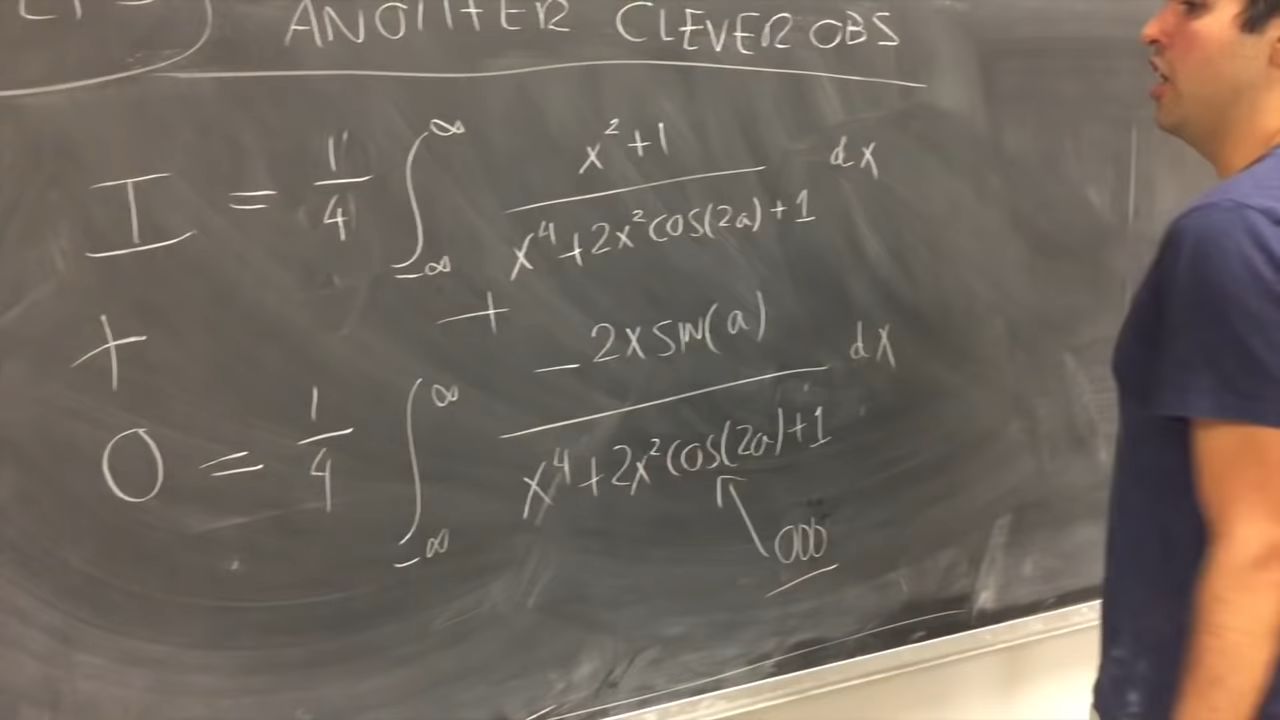 ANOTHER CLEVER OBS
I = 1/4 ∫_{-∞}^{∞} (x²+1)/(x⁴+2x²cos(2a)+1) dx
+ +
0 = 1/4 ∫_{-∞}^{∞} (-2x sin(a))/(x⁴+2x²cos(2a)+1) dx
ODD